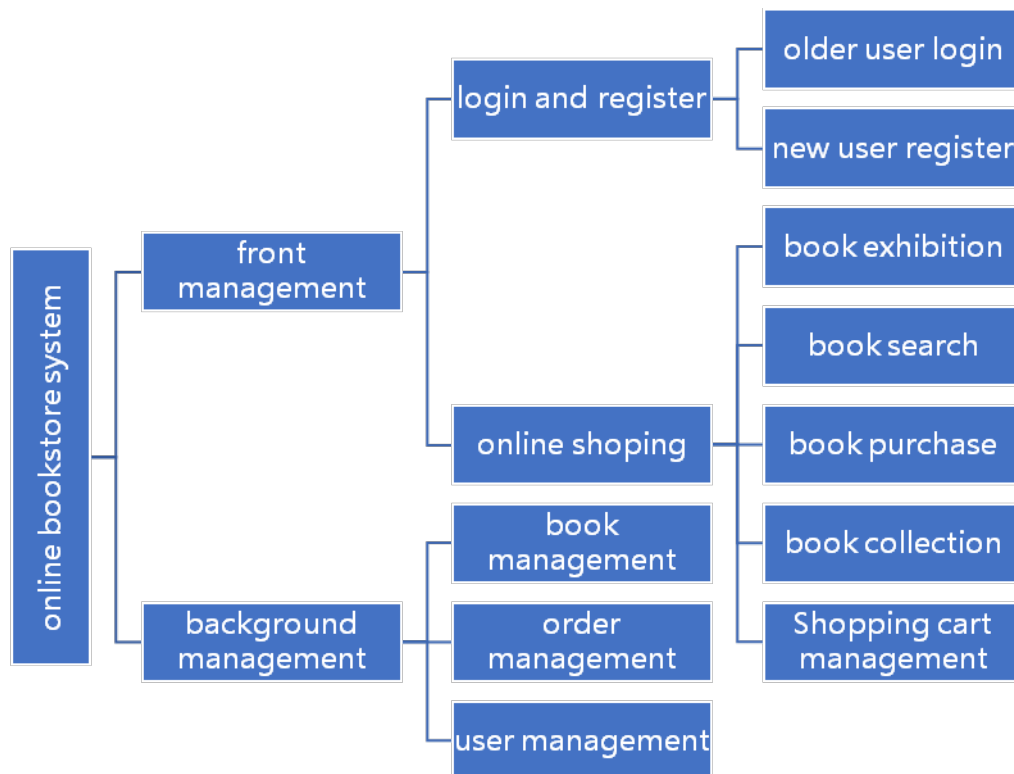 online bookstore system
front
management
login and register
older user login
new user register
online shoping
book exhibition
book search
book purchase
book collection
Shopping cart
management
background
management
book
management
order
management
user management